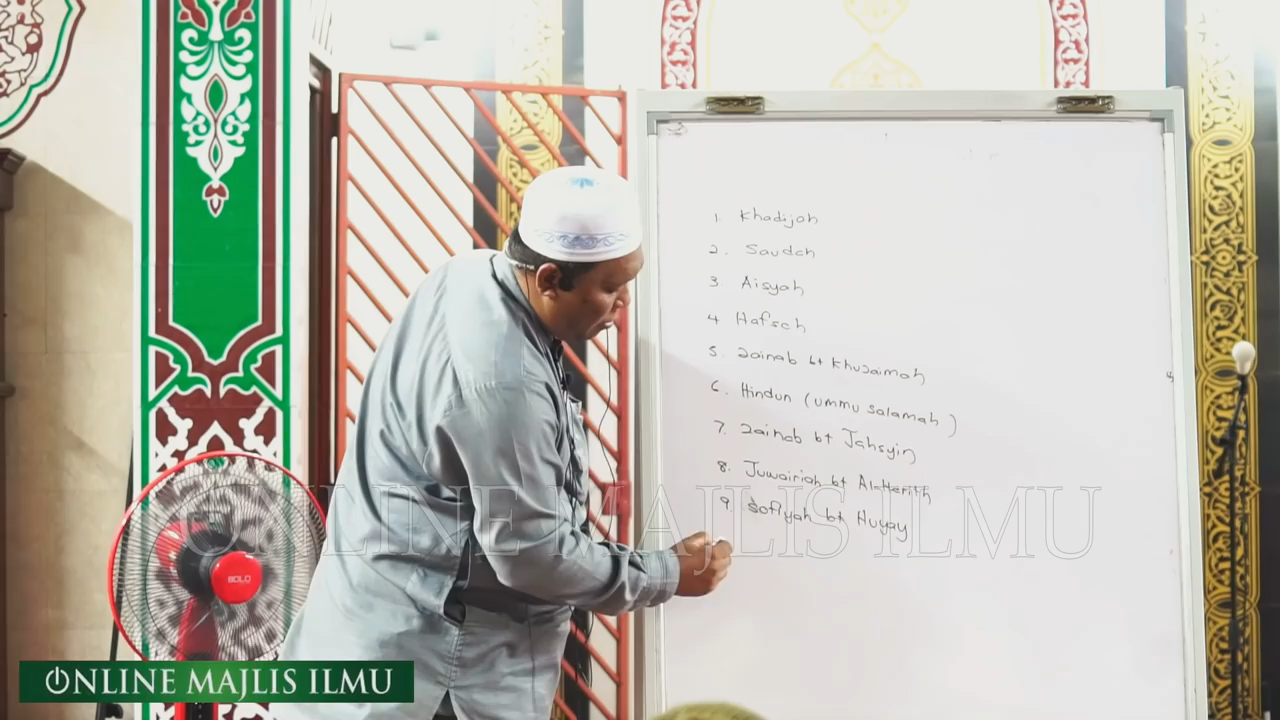 1. Khadijah
2. Saudah
3 Aisyah
4 Hafsah
5. Zainab bt Khuzaimah
6. Hindun (ummu salamah)
7. Zainab bt Jahsyin
8. Juwairiah bt Al-Harith
9. Sofiyah bt Huyay
ONLINE MAJLIS ILMU
BOLO
ONLINE MAJLIS ILMU